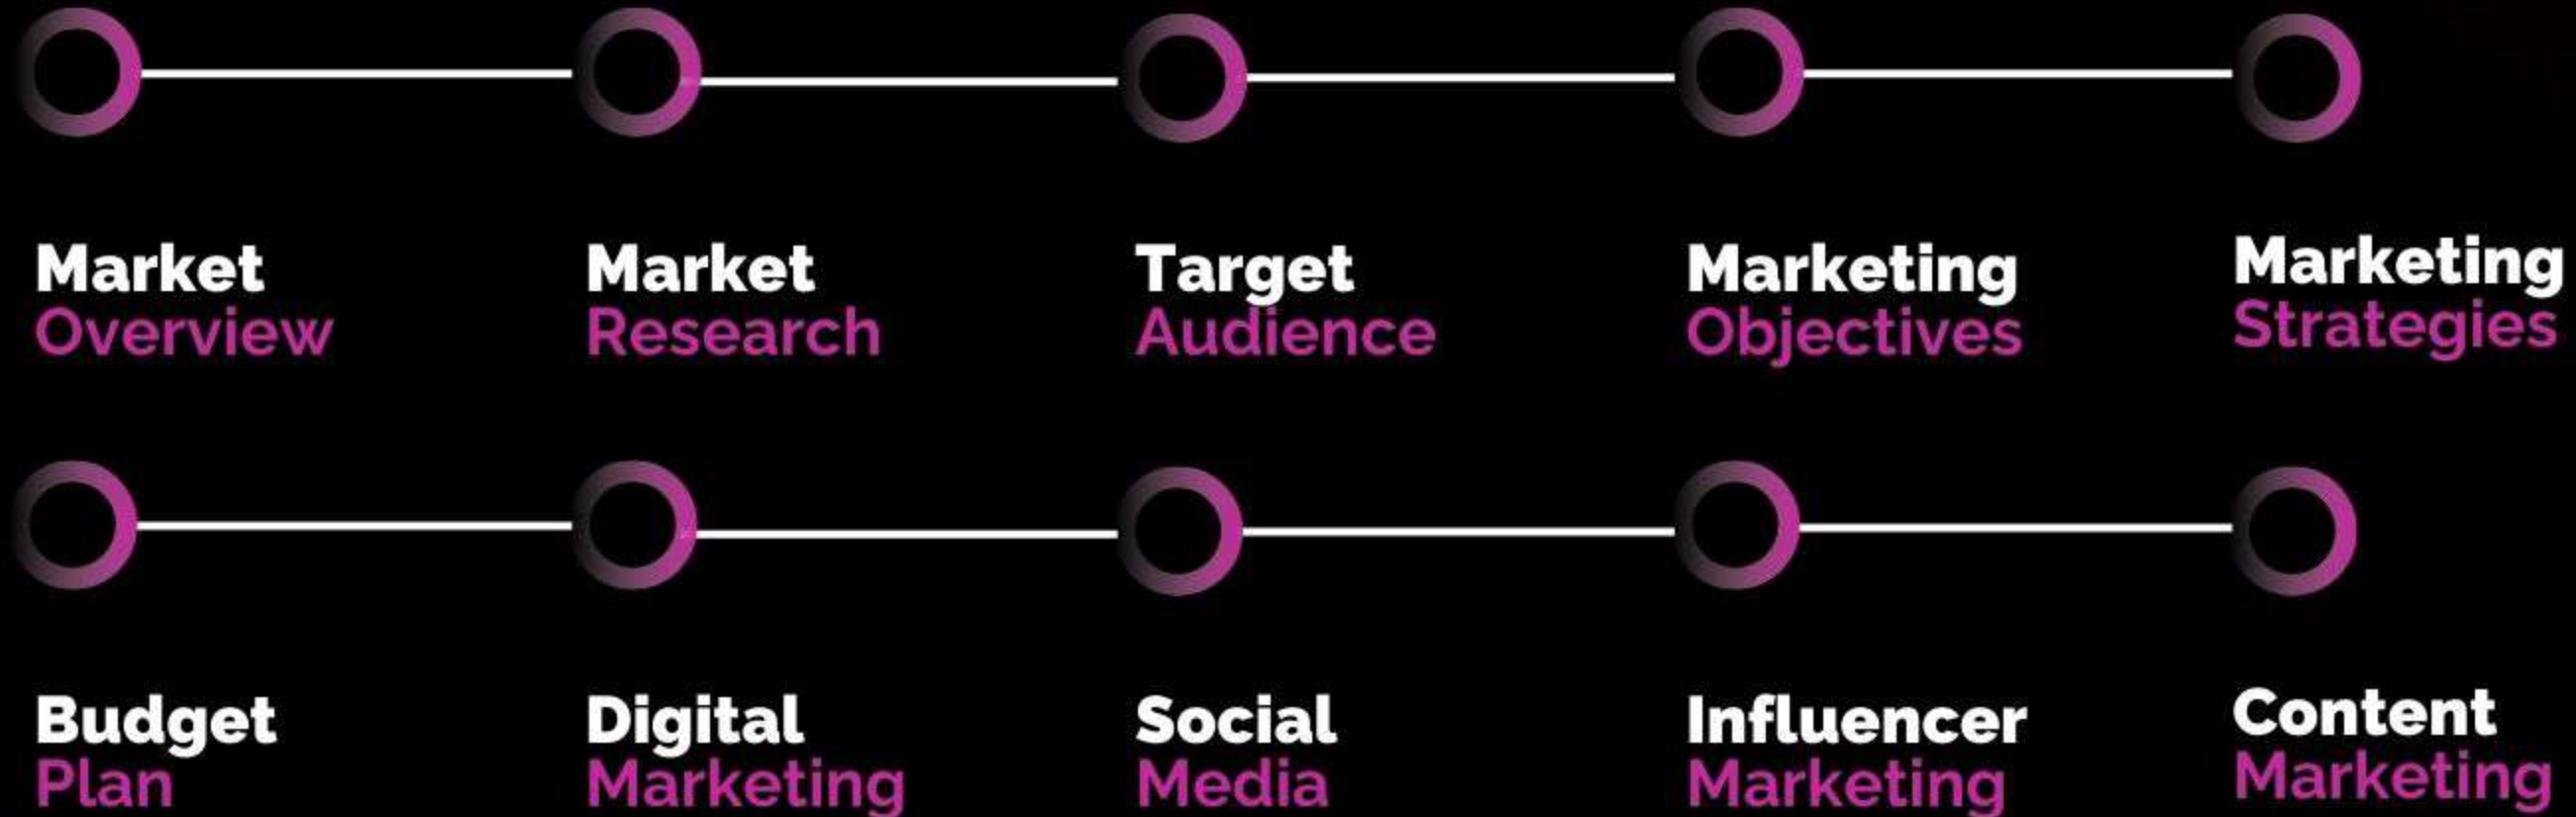 Market
Overview
Market
Research
Target
Audience
Marketing
Objectives
Marketing
Strategies
Budget
Plan
Digital
Marketing
Social
Media
Influencer
Marketing
Content
Marketing